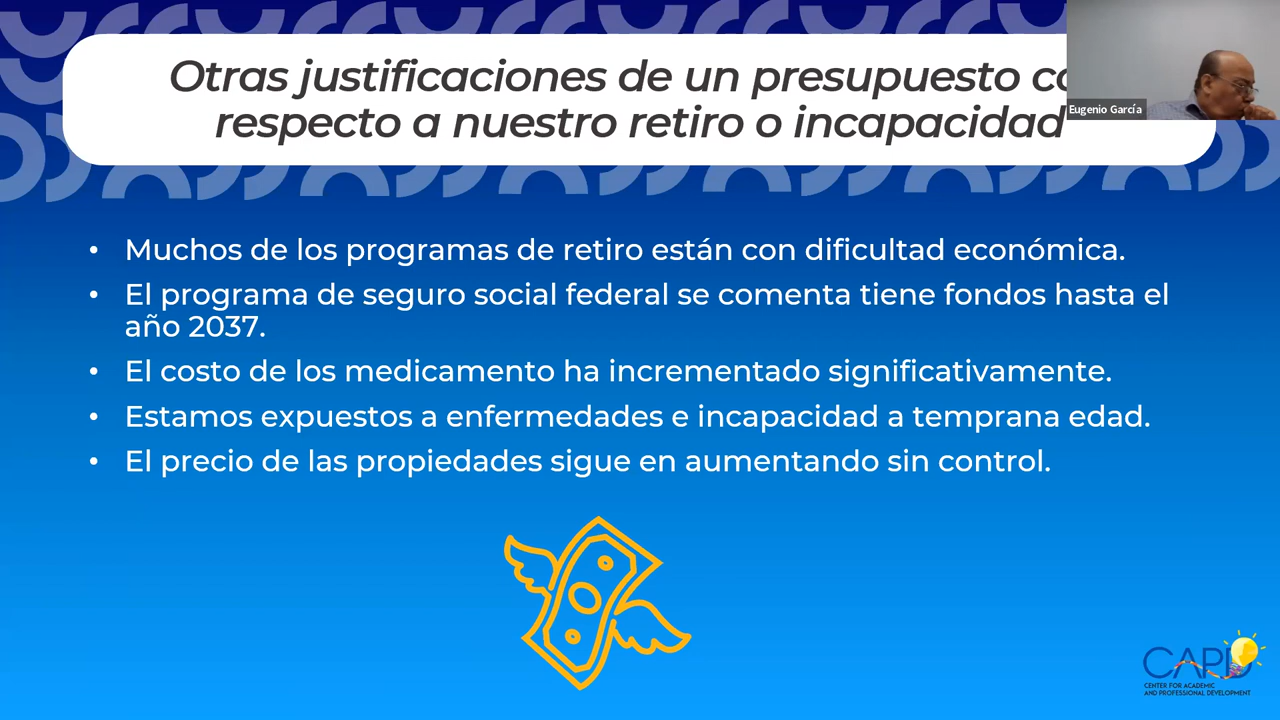 Otras justificaciones de un presupuesto
respecto a nuestro retiro o incapacidad
Eugenio García
• Muchos de los programas de retiro están con dificultad económica.
• El programa de seguro social federal se comenta tiene fondos hasta el
año 2037.
• El costo de los medicamento ha incrementado significativamente.
• Estamos expuestos a enfermedades e incapacidad a temprana edad.
• El precio de las propiedades sigue en aumentando sin control.
CAPD
CENTER FOR ACADEMIC
AND PROFESSIONAL DEVELOPMENT